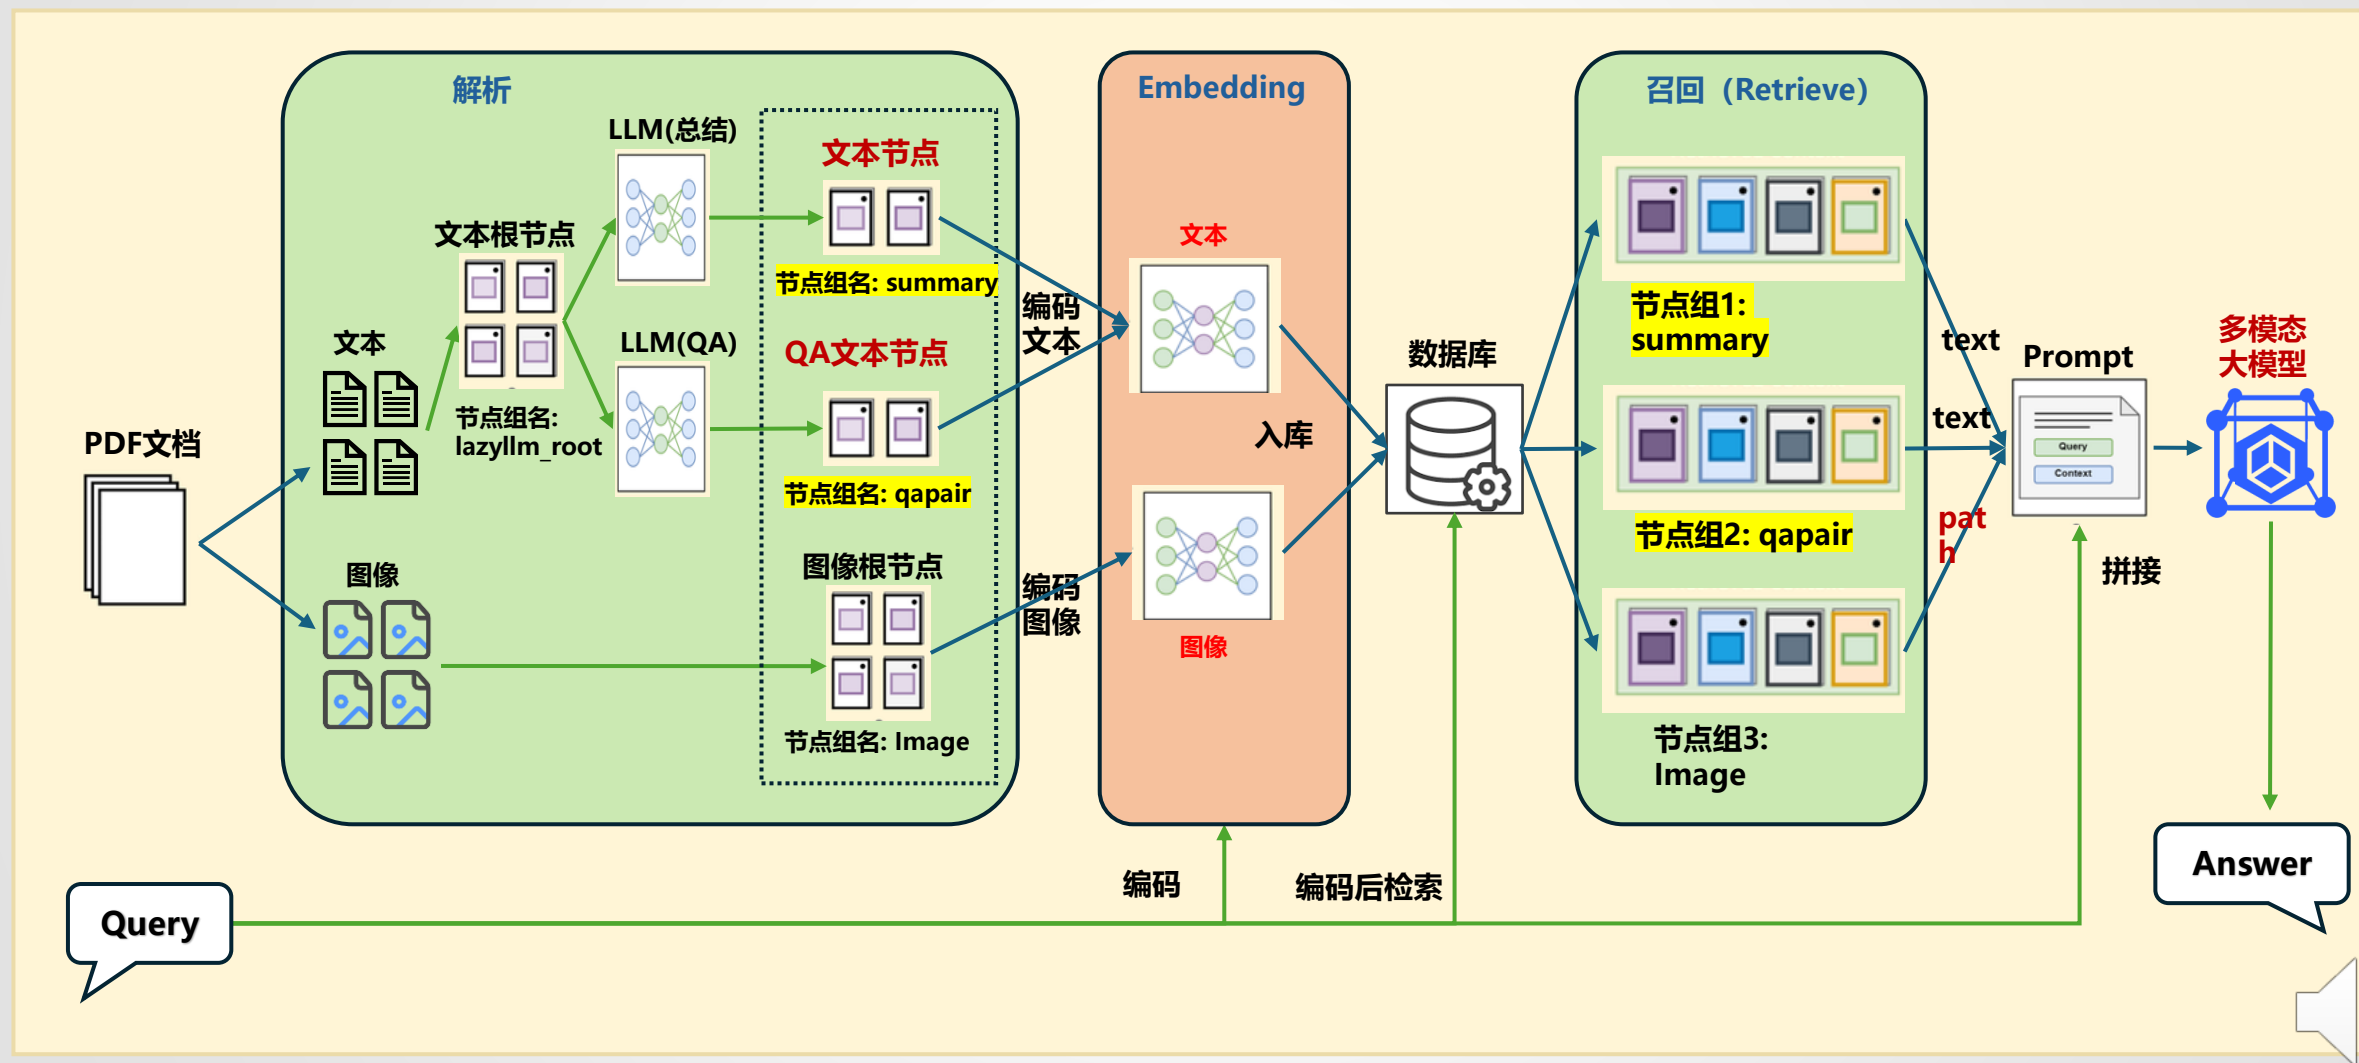 解析
Embedding
召回（Retrieve）
LLM(总结)
文本节点
文本根节点
节点组名: summary
文本
编码
文本
LLM(QA)
QA文本节点
文本
节点组名:
lazyllm_root
节点组名: qapair
PDF文档
图像
图像根节点
节点组名: Image
编码
图像
图像
入库
数据库
节点组1:
summary
节点组2: qapair
节点组3:
Image
text
text
pat
h
Prompt
Query
Context
拼接
多模态
大模型
编码
编码后检索
Query
Answer